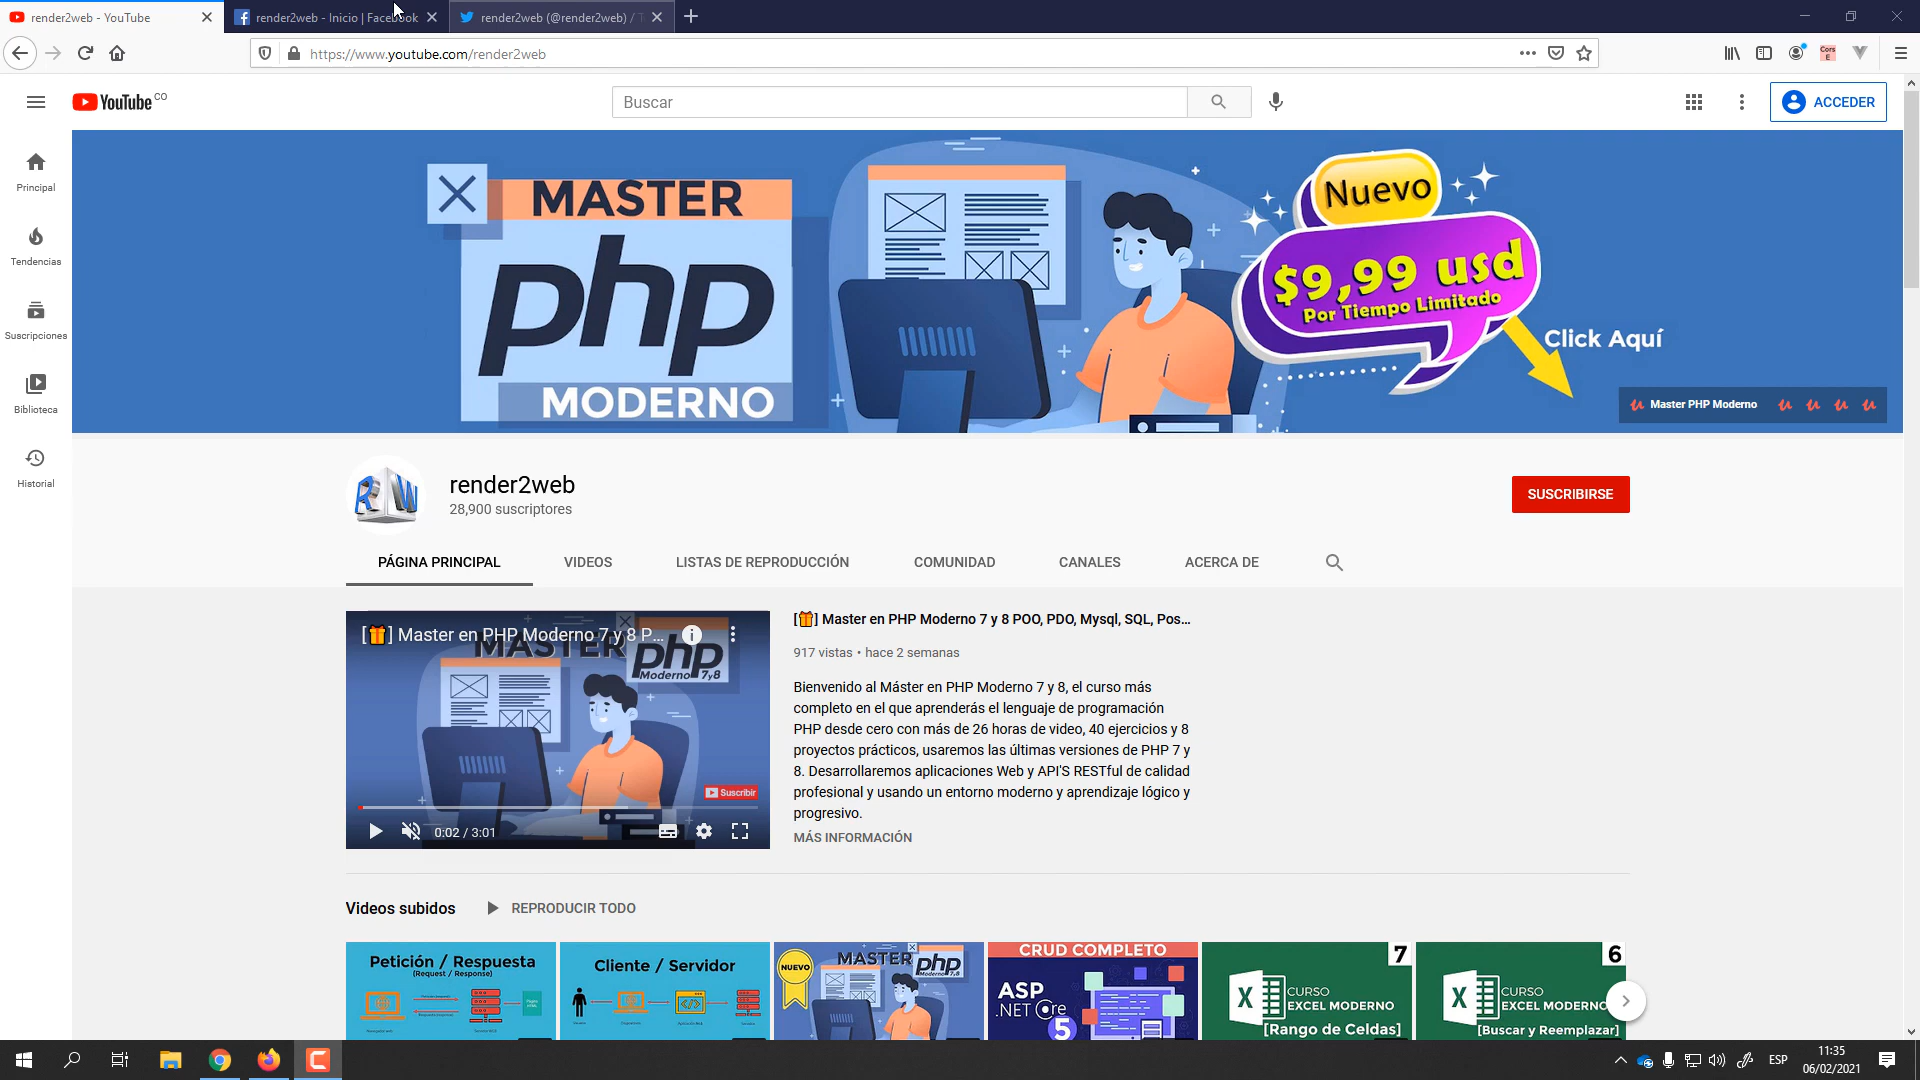 render2web - YouTube
render2web - Inicio | Facebook
render2web (@render2web) / T
https://www.youtube.com/render2web
Cors
E
YouTube CO
Buscar
ACCEDER
Principal
Tendencias
Suscripciones
Biblioteca
Historial
MASTER
php
MODERNO
Nuevo
$9,99 usd
Por Tiempo Limitado
Click Aquí
Master PHP Moderno
render2web
28,900 suscriptores
SUSCRIBIRSE
PÁGINA PRINCIPAL
VIDEOS
LISTAS DE REPRODUCCIÓN
COMUNIDAD
CANALES
ACERCA DE
[🎁] Master en PHP Moderno 7 y 8 P...
MASTER
php
Moderno 7y8
Suscribir
0:02 / 3:01
[🎁] Master en PHP Moderno 7 y 8 POO, PDO, Mysql, SQL, Pos...
917 vistas • hace 2 semanas
Bienvenido al Máster en PHP Moderno 7 y 8, el curso más
completo en el que aprenderás el lenguaje de programación
PHP desde cero con más de 26 horas de video, 40 ejercicios y 8
proyectos prácticos, usaremos las últimas versiones de PHP 7 y
8. Desarrollaremos aplicaciones Web y API'S RESTful de calidad
profesional y usando un entorno moderno y aprendizaje lógico y
progresivo.
MÁS INFORMACIÓN
Videos subidos
REPRODUCIR TODO
Petición / Respuesta
(Request / Response)
Cliente / Servidor
NUEVO
MASTER
php
7,8
CRUD COMPLETO
ASP
.NET Core
5
7
CURSO
EXCEL MODERNO
[Rango de Celdas]
6
CURSO
EXCEL MODERNO
[Buscar y Reemplazar]
ESP
11:35
06/02/2021